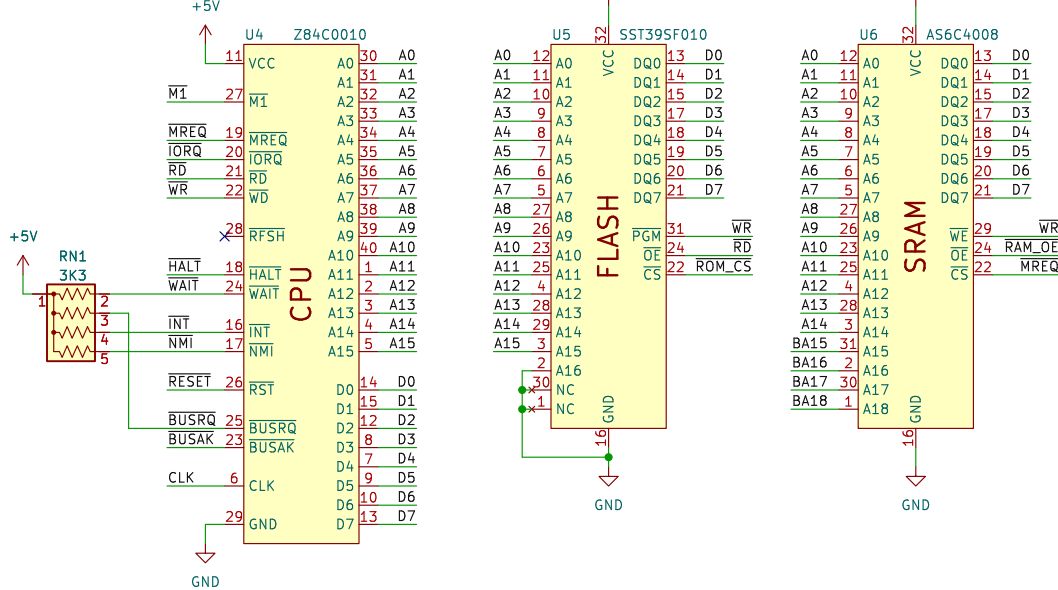 +5V
U4 Z84C0010
11 VCC
M1 27 M1
MREQ 19 MREQ
IORQ 20 IORQ
RD 21 RD
WR 22 WD
28 RFSH
HALT 18 HALT
WAIT 24 WAIT
INT 16 INT
NMI 17 NMI
RESET 26 RST
BUSRQ 25 BUSRQ
BUSAK 23 BUSAK
CLK 6 CLK
29 GND
GND
CPU
A0 30 A0
A1 31 A1
A2 32 A2
A3 33 A3
A4 34 A4
A5 35 A5
A6 36 A6
A7 37 A7
A8 38 A8
A9 39 A9
A10 40 A10
A11 1 A11
A12 2 A12
A13 3 A13
A14 4 A14
A15 5 A15
D0 14 D0
D1 15 D1
D2 12 D2
D3 8 D3
D4 7 D4
D5 9 D5
D6 10 D6
D7 13 D7
+5V
RN1
3K3
1
2
3
4
5
U5 SST39SF010
32
VCC
A0 12 A0
A1 11 A1
A2 10 A2
A3 9 A3
A4 8 A4
A5 7 A5
A6 6 A6
A7 5 A7
A8 27 A8
A9 26 A9
A10 23 A10
A11 25 A11
A12 4 A12
A13 28 A13
A14 29 A14
A15 3 A15
2 A16
30 NC
1 NC
FLASH
DQ0 13 D0
DQ1 14 D1
DQ2 15 D2
DQ3 17 D3
DQ4 18 D4
DQ5 19 D5
DQ6 20 D6
DQ7 21 D7
PGM 31 WR
OE 24 RD
CS 22 ROM_CS
GND
16
GND
U6 AS6C4008
32
VCC
A0 12 A0
A1 11 A1
A2 10 A2
A3 9 A3
A4 8 A4
A5 7 A5
A6 6 A6
A7 5 A7
A8 27 A8
A9 26 A9
A10 23 A10
A11 25 A11
A12 4 A12
A13 28 A13
A14 3 A14
BA15 31 A15
BA16 2 A16
BA17 30 A17
BA18 1 A18
SRAM
DQ0 13 D0
DQ1 14 D1
DQ2 15 D2
DQ3 17 D3
DQ4 18 D4
DQ5 19 D5
DQ6 20 D6
DQ7 21 D7
WE 29 WR
OE 24 RAM_OE
CS 22 MREQ
GND
16
GND